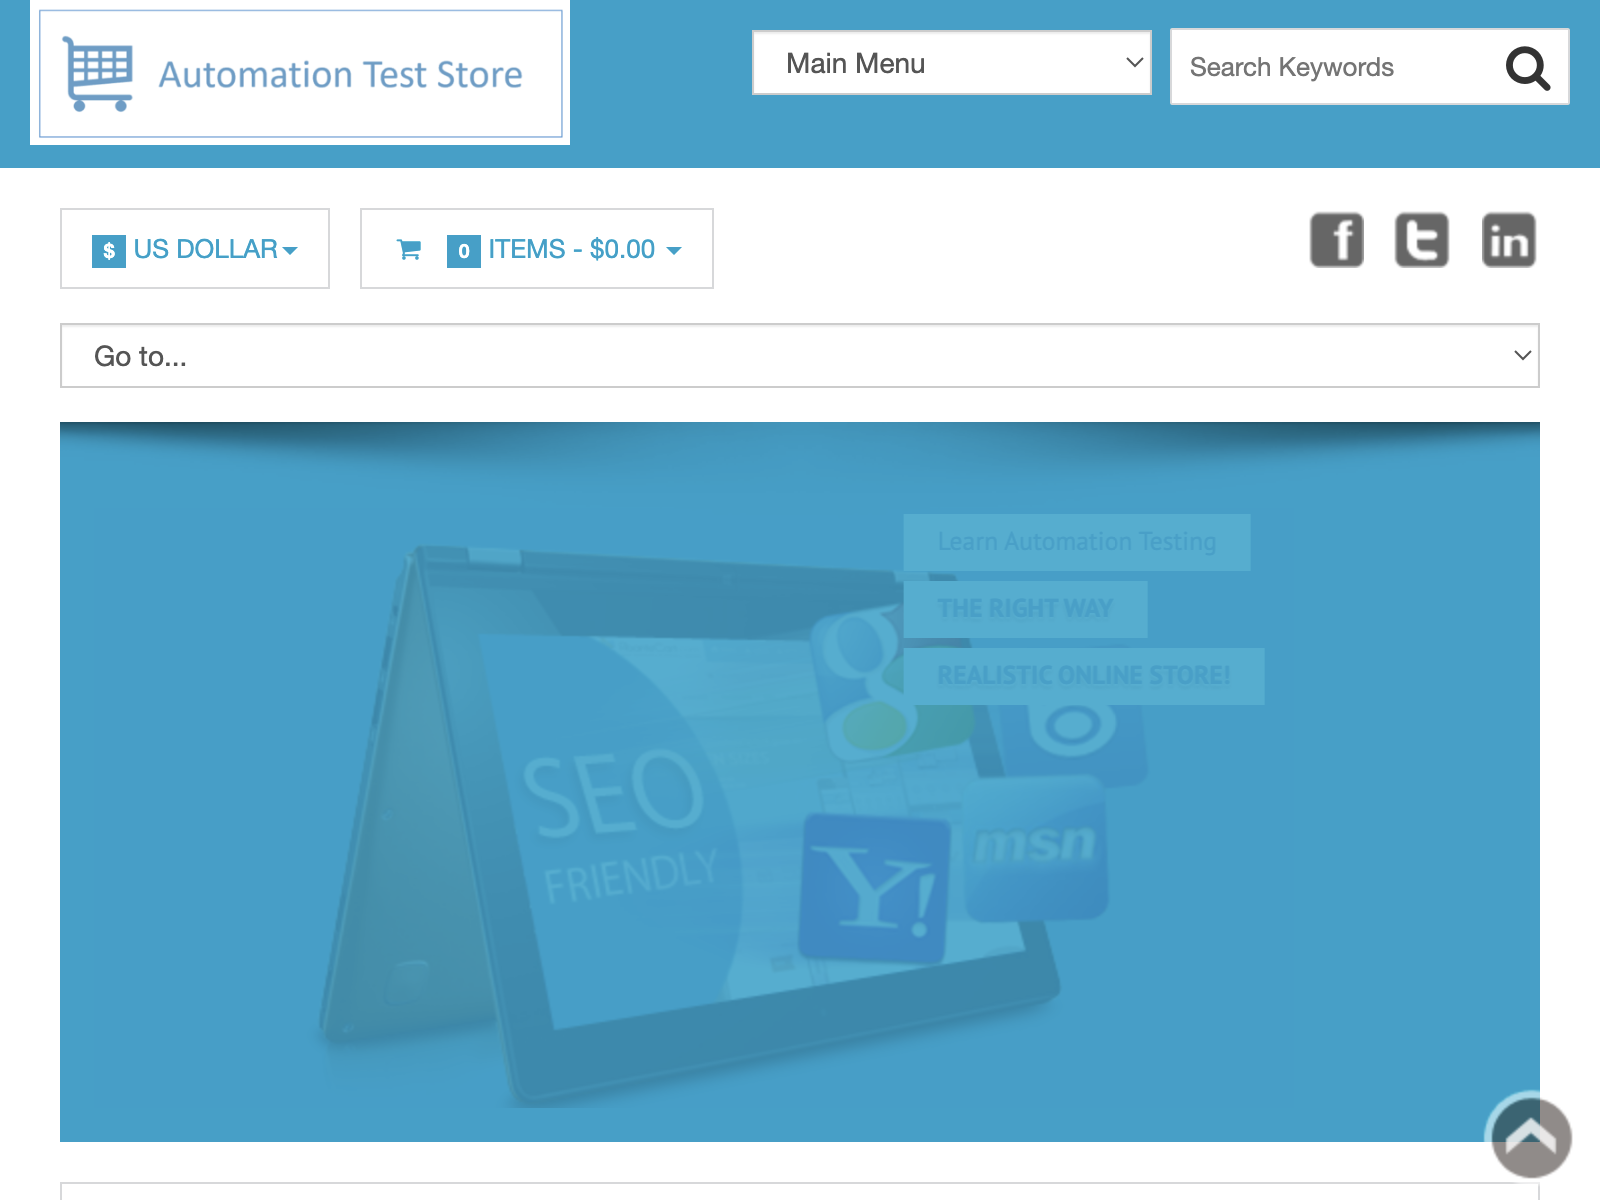 Automation Test Store
Main Menu
Search Keywords
$ US DOLLAR
0 ITEMS - $0.00
f
t
in
Go to...
Learn Automation Testing
THE RIGHT WAY
REALISTIC ONLINE STORE!
g
b
SEO
FRIENDLY
msn
Y!